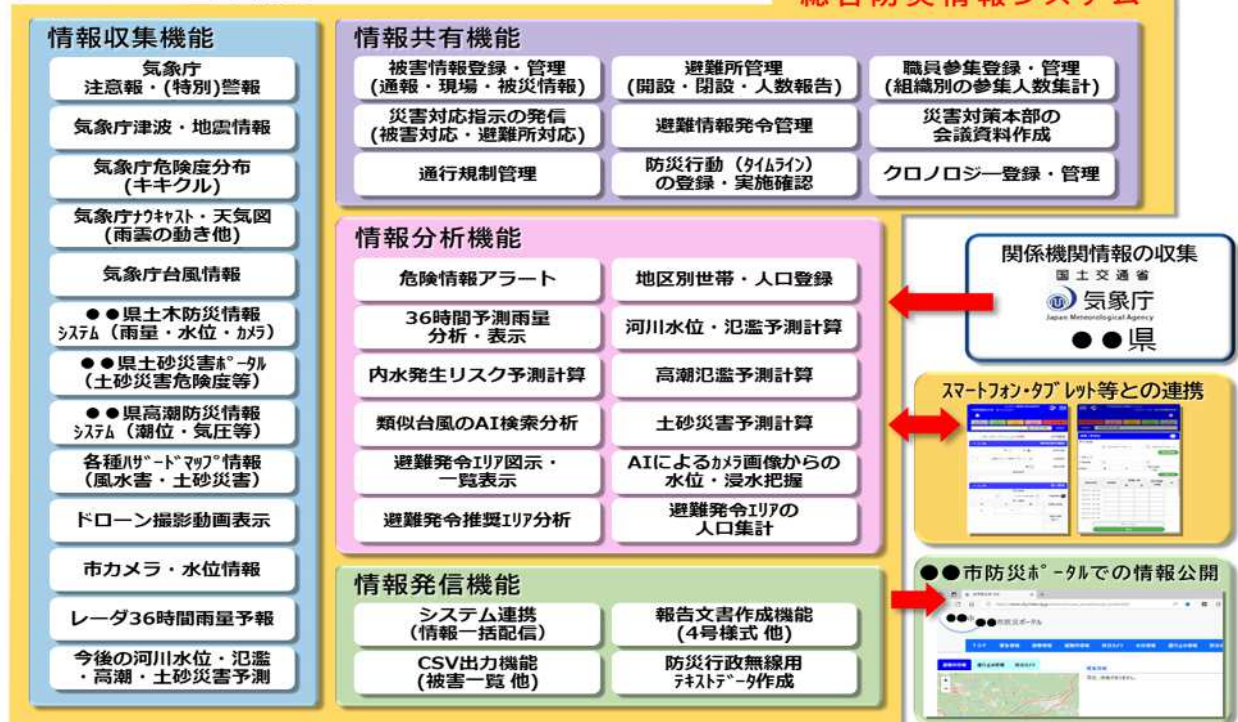 総合防災情報システム
情報収集機能
気象庁
注意報・(特別)警報
気象庁津波・地震情報
気象庁危険度分布
(キキクル)
気象庁ﾅｳｷｬｽﾄ・天気図
(雨雲の動き他)
気象庁台風情報
●●県土木防災情報
ｼｽﾃﾑ（雨量・水位・ｶﾒﾗ）
●●県土砂災害ﾎﾟｰﾀﾙ
（土砂災害危険度等）
●●県高潮防災情報
ｼｽﾃﾑ（潮位・気圧等）
各種ﾊｻﾞｰﾄﾞﾏｯﾌﾟ情報
（風水害・土砂災害）
ドローン撮影動画表示
市カメラ・水位情報
レーダ36時間雨量予報
今後の河川水位・氾濫
・高潮・土砂災害予測
情報共有機能
被害情報登録・管理
(通報・現場・被災情報)
避難所管理
(開設・閉設・人数報告)
職員参集登録・管理
(組織別の参集人数集計)
災害対応指示の発信
(被害対応・避難所対応)
避難情報発令管理
災害対策本部の
会議資料作成
通行規制管理
防災行動（ﾀｲﾑﾗｲﾝ）
の登録・実施確認
クロノロジー登録・管理
情報分析機能
危険情報アラート
地区別世帯・人口登録
36時間予測雨量
分析・表示
河川水位・氾濫予測計算
内水発生リスク予測計算
高潮氾濫予測計算
類似台風のAI検索分析
土砂災害予測計算
避難発令ｴﾘｱ図示・
一覧表示
AIによるｶﾒﾗ画像からの
水位・浸水把握
避難発令推奨ｴﾘｱ分析
避難発令ｴﾘｱの
人口集計
情報発信機能
システム連携
(情報一括配信)
報告文書作成機能
(4号様式 他)
CSV出力機能
(被害一覧 他)
防災行政無線用
ﾃｷｽﾄﾃﾞｰﾀ作成
関係機関情報の収集
国土交通省
気象庁
Japan Meteorological Agency
●●県
ｽﾏｰﾄﾌｫﾝ・ﾀﾌﾞﾚｯﾄ等との連携
●●市防災ﾎﾟｰﾀﾙでの情報公開
●●市防災ポータル